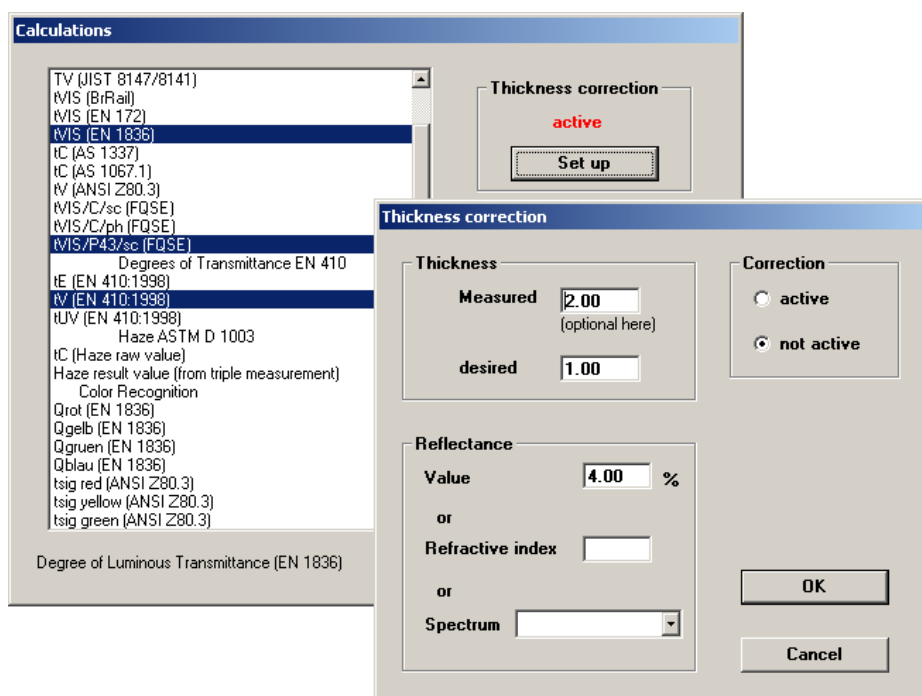 Calculations
TV (JIST 8147/8141)
tVIS (BrRail)
tVIS (EN 172)
tVIS (EN 1836)
tC (AS 1337)
tC (AS 1067.1)
tV (ANSI Z80.3)
tVIS/C/sc (FQSE)
tVIS/C/ph (FQSE)
tVIS/P43/sc (FQSE)
Degrees of Transmittance EN 410
tE (EN 410:1998)
tV (EN 410:1998)
tUV (EN 410:1998)
Haze ASTM D 1003
tC (Haze raw value)
Haze result value (from triple measurement)
Color Recognition
Qrot (EN 1836)
Qgelb (EN 1836)
Qgruen (EN 1836)
Qblau (EN 1836)
tsig red (ANSI Z80.3)
tsig yellow (ANSI Z80.3)
tsig green (ANSI Z80.3)
Degree of Luminous Transmittance (EN 1836)
Thickness correction
active
Set up
Thickness correction
Thickness
Measured 2.00
(optional here)
desired 1.00
Correction
active
not active
Reflectance
Value 4.00 %
or
Refractive index
or
Spectrum
OK
Cancel